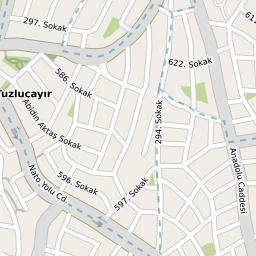 297. Sokak
622. Sokak
586. Sokak
Tuzlucayır
Abidin Aktaş Sokak
294. Sokak
Anadolu Caddesi
Nato Yolu Cd.
596. Sokak
597. Sokak